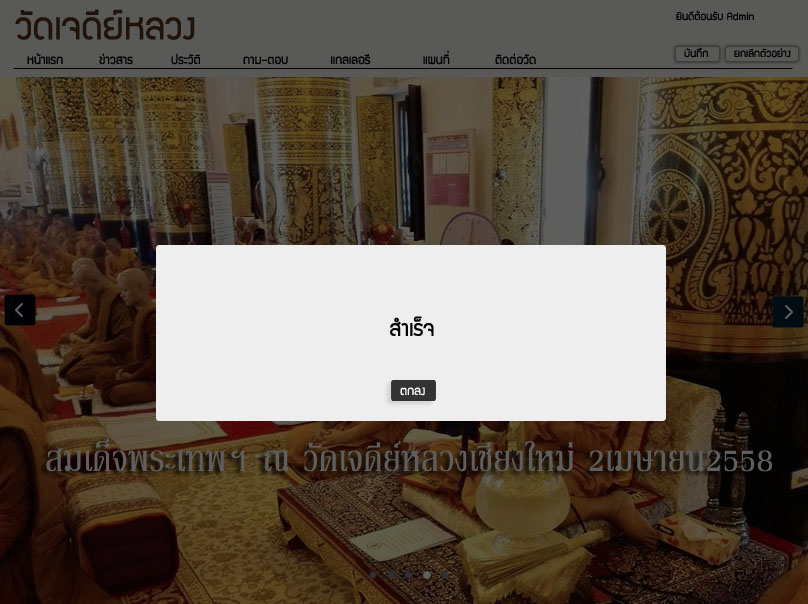 วัดเจดีย์หลวง
ยินดีต้อนรับ Admin
หน้าแรก ข่าวสาร ประวัติ ถาม-ตอบ แกลเลอรี แผนที่ ติดต่อวัด
บันทึก ยกเลิกตัวอย่าง
สำเร็จ
ตกลง
สมเด็จพระเทพฯ ณ วัดเจดีย์หลวงเชียงใหม่ 2เมษายน2558